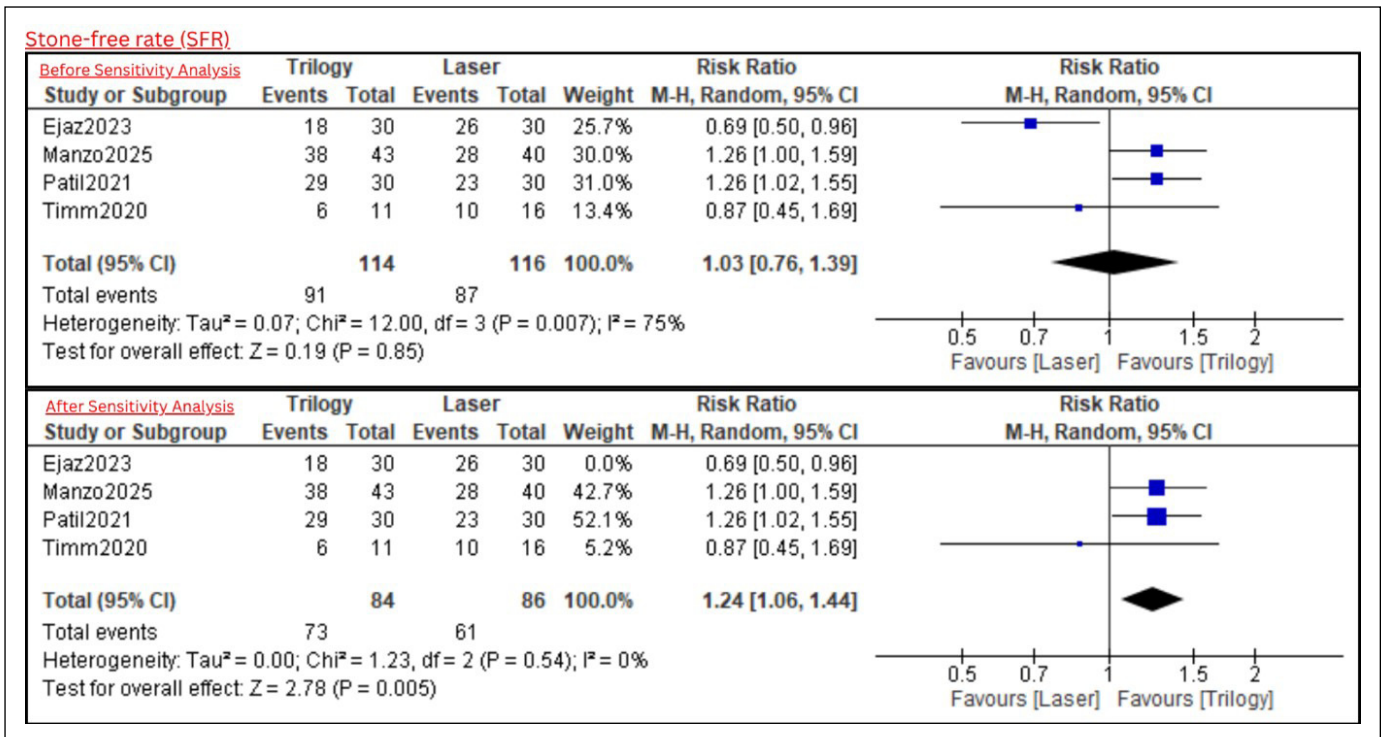 Stone-free rate (SFR)
Before Sensitivity Analysis Trilogy Laser Risk Ratio Risk Ratio
Study or Subgroup Events Total Events Total Weight M-H, Random, 95% CI M-H, Random, 95% CI
Ejaz2023 18 30 26 30 25.7% 0.69 [0.50, 0.96]
Manzo2025 38 43 28 40 30.0% 1.26 [1.00, 1.59]
Patil2021 29 30 23 30 31.0% 1.26 [1.02, 1.55]
Timm2020 6 11 10 16 13.4% 0.87 [0.45, 1.69]
Total (95% CI) 114 116 100.0% 1.03 [0.76, 1.39]
Total events 91 87
Heterogeneity: Tau² = 0.07; Chi² = 12.00, df = 3 (P = 0.007); I² = 75%
Test for overall effect: Z = 0.19 (P = 0.85)
0.5 0.7 1 1.5 2
Favours [Laser] Favours [Trilogy]
After Sensitivity Analysis Trilogy Laser Risk Ratio Risk Ratio
Study or Subgroup Events Total Events Total Weight M-H, Random, 95% CI M-H, Random, 95% CI
Ejaz2023 18 30 26 30 0.0% 0.69 [0.50, 0.96]
Manzo2025 38 43 28 40 42.7% 1.26 [1.00, 1.59]
Patil2021 29 30 23 30 52.1% 1.26 [1.02, 1.55]
Timm2020 6 11 10 16 5.2% 0.87 [0.45, 1.69]
Total (95% CI) 84 86 100.0% 1.24 [1.06, 1.44]
Total events 73 61
Heterogeneity: Tau² = 0.00; Chi² = 1.23, df = 2 (P = 0.54); I² = 0%
Test for overall effect: Z = 2.78 (P = 0.005)
0.5 0.7 1 1.5 2
Favours [Laser] Favours [Trilogy]